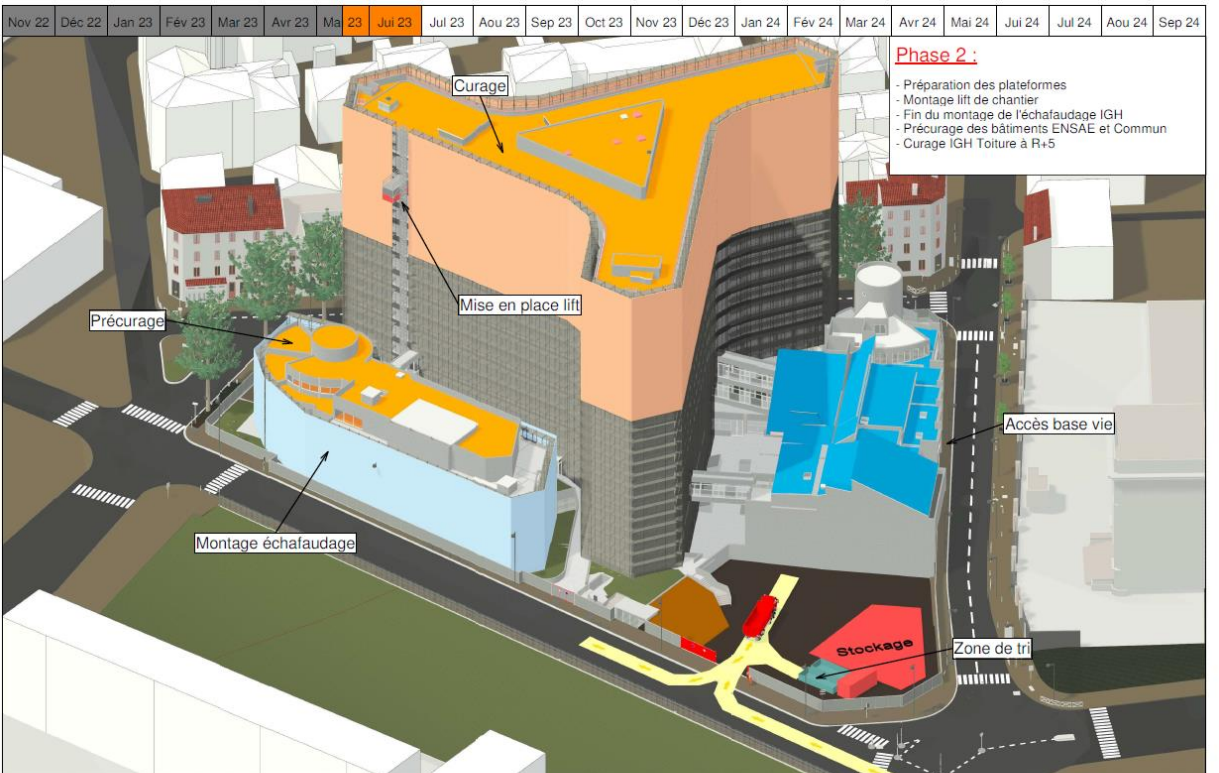 Nov 22 Déc 22 Jan 23 Fév 23 Mar 23 Avr 23 Ma 23 Jui 23 Jul 23 Aou 23 Sep 23 Oct 23 Nov 23 Déc 23 Jan 24 Fév 24 Mar 24 Avr 24 Mai 24 Jui 24 Jul 24 Aou 24 Sep 24
Phase 2 :
- Préparation des plateformes
- Montage lift de chantier
- Fin du montage de l'échafaudage IGH
- Précurage des bâtiments ENSAE et Commun
- Curage IGH Toiture à R+5
Curage
Mise en place lift
Précurage
Accès base vie
Montage échafaudage
Stockage
Zone de tri